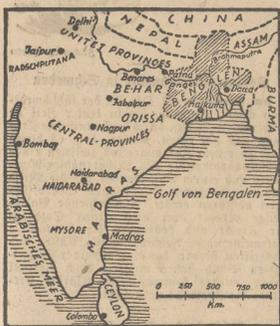 CHINA
NEPAL
Delhi
UNITEZ PROVINCES
ASSAM
Brahmaputra
Jaipur
RADSCHPUTANA
Benares
Patna
BEHAR
Ganges
BENGALEN
Dacca
Jabalpur
Kalkutta
ORISSA
BIRMA
Nagpur
CENTRAL-PROVINCES
Bombay
Haidarabad
HAIDARABAD
Golf von Bengalen
ARABISCHES MEER
MADRAS
MYSORE
Madras
CEYLON
Colombo
0 250 500 750 1000
Km.